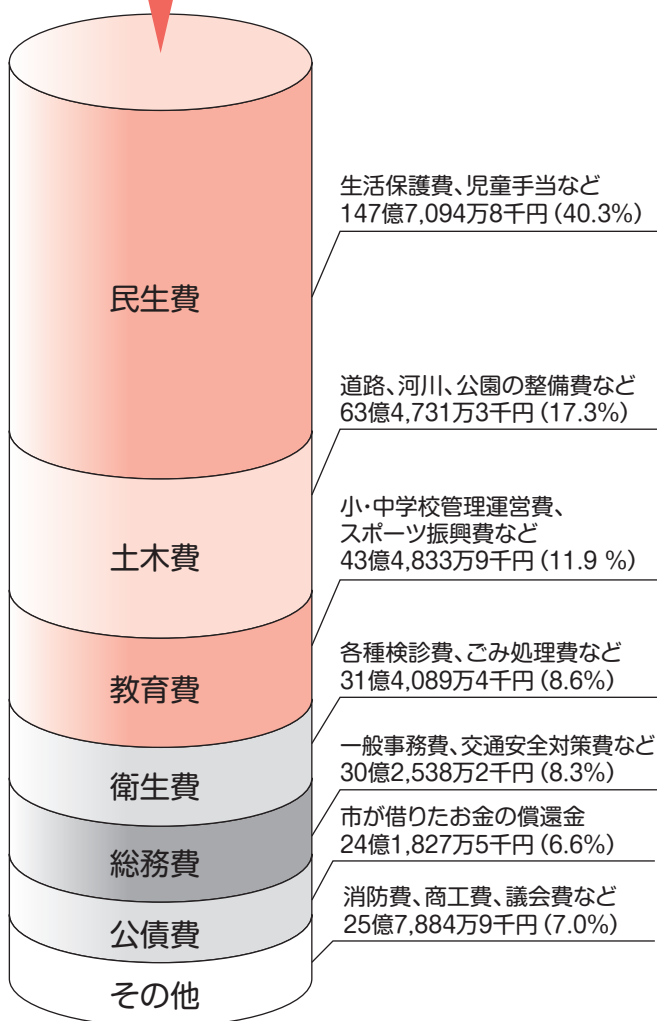 生活保護費、児童手当など
147億7,094万8千円(40.3%)
民生費
道路、河川、公園の整備費など
63億4,731万3千円(17.3%)
土木費
小・中学校管理運営費、
スポーツ振興費など
43億4,833万9千円(11.9 %)
教育費
各種検診費、ごみ処理費など
31億4,089万4千円(8.6%)
衛生費
一般事務費、交通安全対策費など
30億2,538万2千円(8.3%)
総務費
市が借りたお金の償還金
24億1,827万5千円(6.6%)
公債費
消防費、商工費、議会費など
25億7,884万9千円(7.0%)
その他